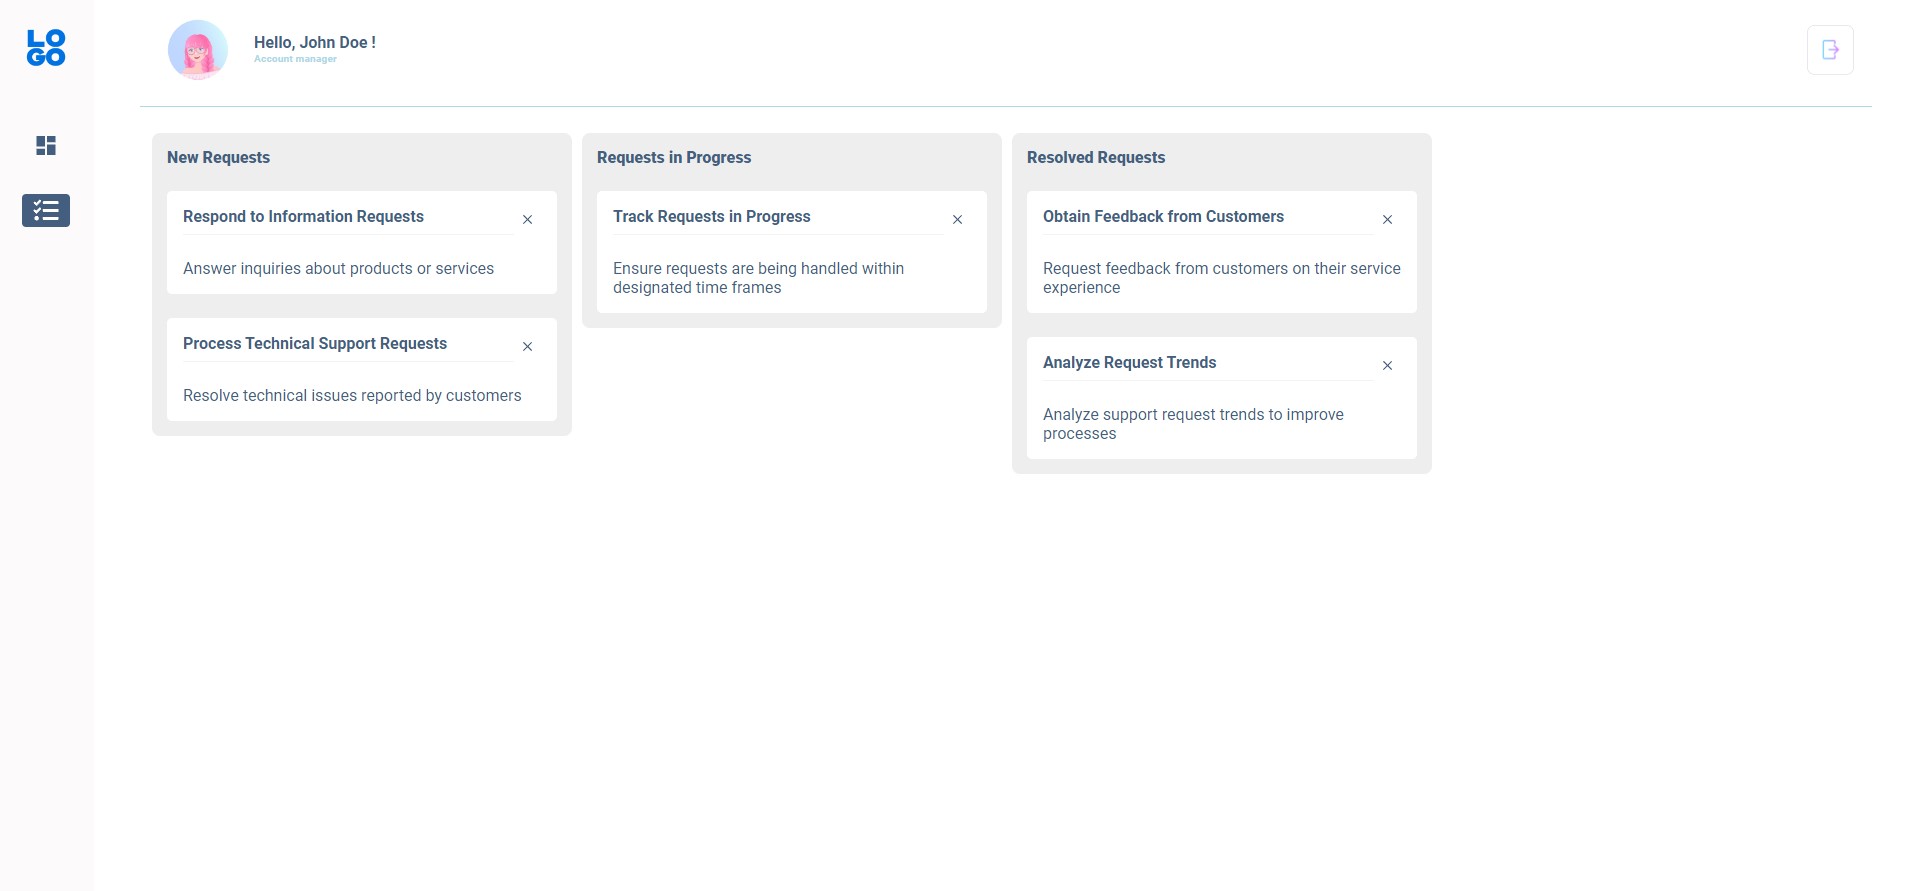 LO
GO
Hello, John Doe !
Account manager
New Requests
Respond to Information Requests
Answer inquiries about products or services
Process Technical Support Requests
Resolve technical issues reported by customers
Requests in Progress
Track Requests in Progress
Ensure requests are being handled within
designated time frames
Resolved Requests
Obtain Feedback from Customers
Request feedback from customers on their service
experience
Analyze Request Trends
Analyze support request trends to improve
processes